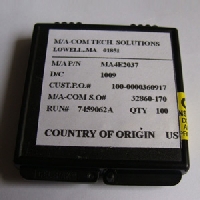 M/A-COM TECH. SOLUTIONS
LOWELL, MA 01851
M/A P/N MA4E2037
D/C 1009
CUST.P.O.# 100-0000360917
M/A-COM S.O# 32860-170
RUN# 7459062A QTY 100
COUNTRY OF ORIGIN US